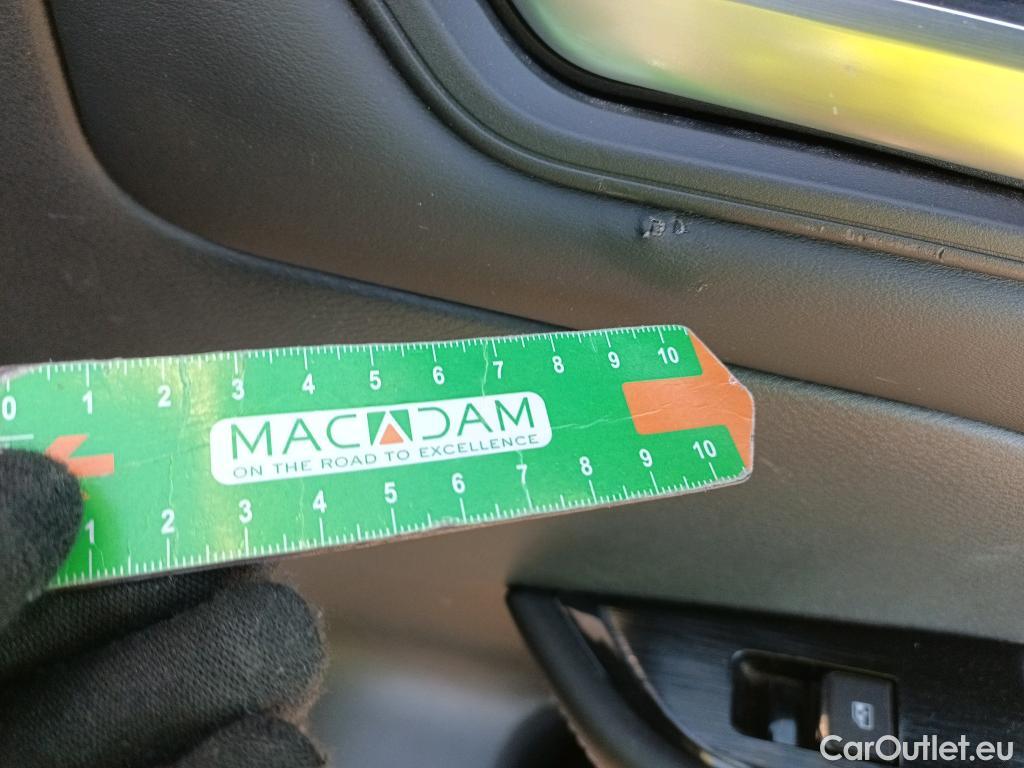 0 1 2 3 4 5 6 7 8 9 10
MACADAM
ON THE ROAD TO EXCELLENCE
1 2 3 4 5 6 7 8 9 10
CarOutlet.eu